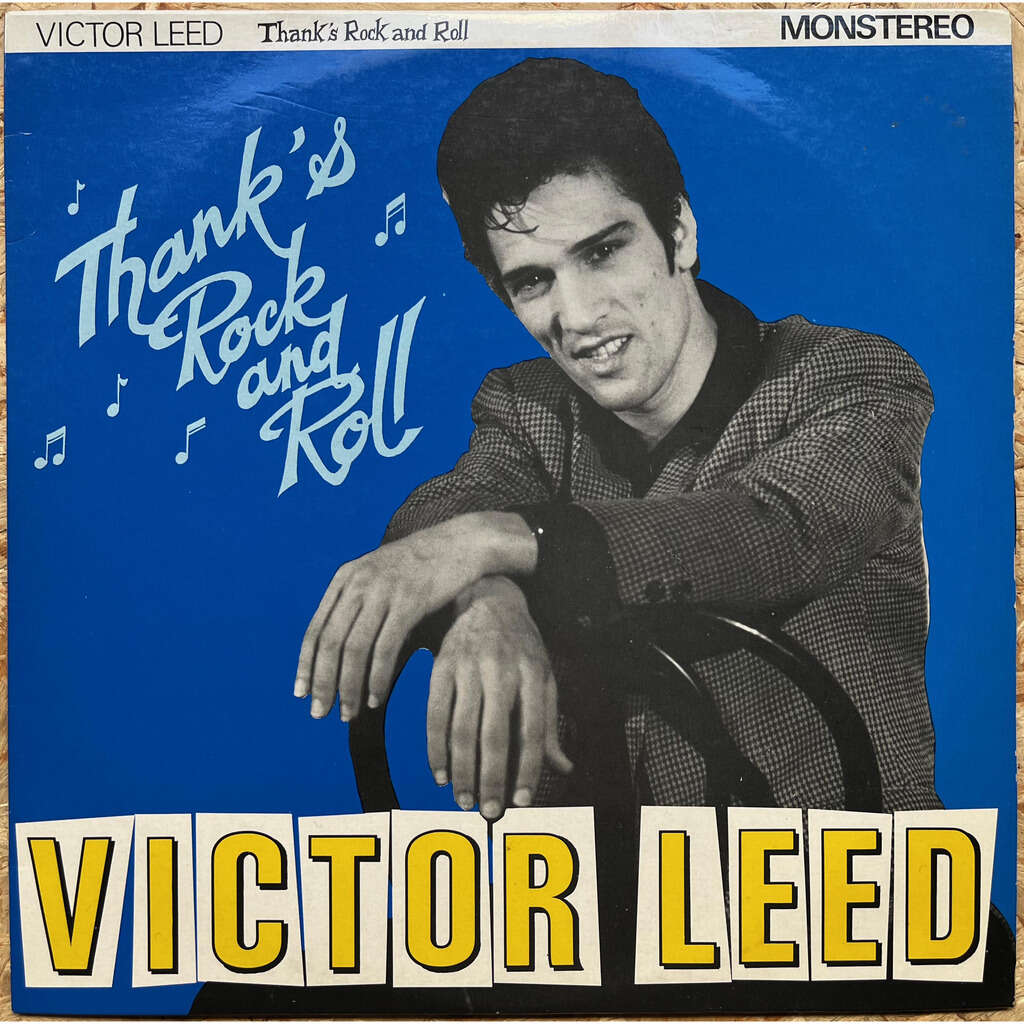 VICTOR LEED Thank's Rock and Roll MONSTEREO
Thank's
Rock
and
Roll
VICTOR LEED